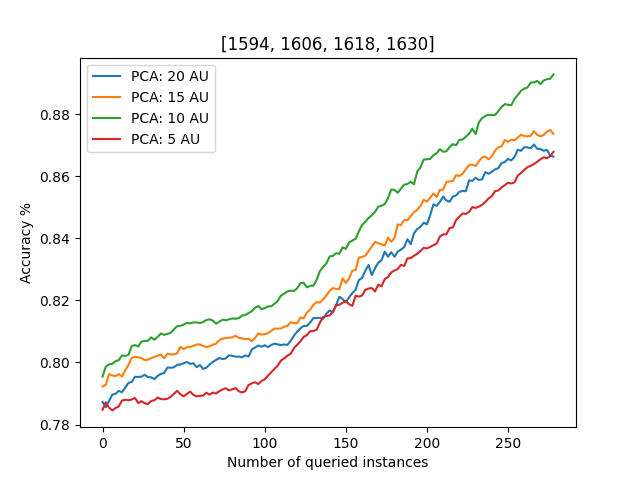 [1594, 1606, 1618, 1630]
PCA: 20 AU
PCA: 15 AU
PCA: 10 AU
PCA: 5 AU
Accuracy %
0.88
0.86
0.84
0.82
0.80
0.78
0 50 100 150 200 250
Number of queried instances